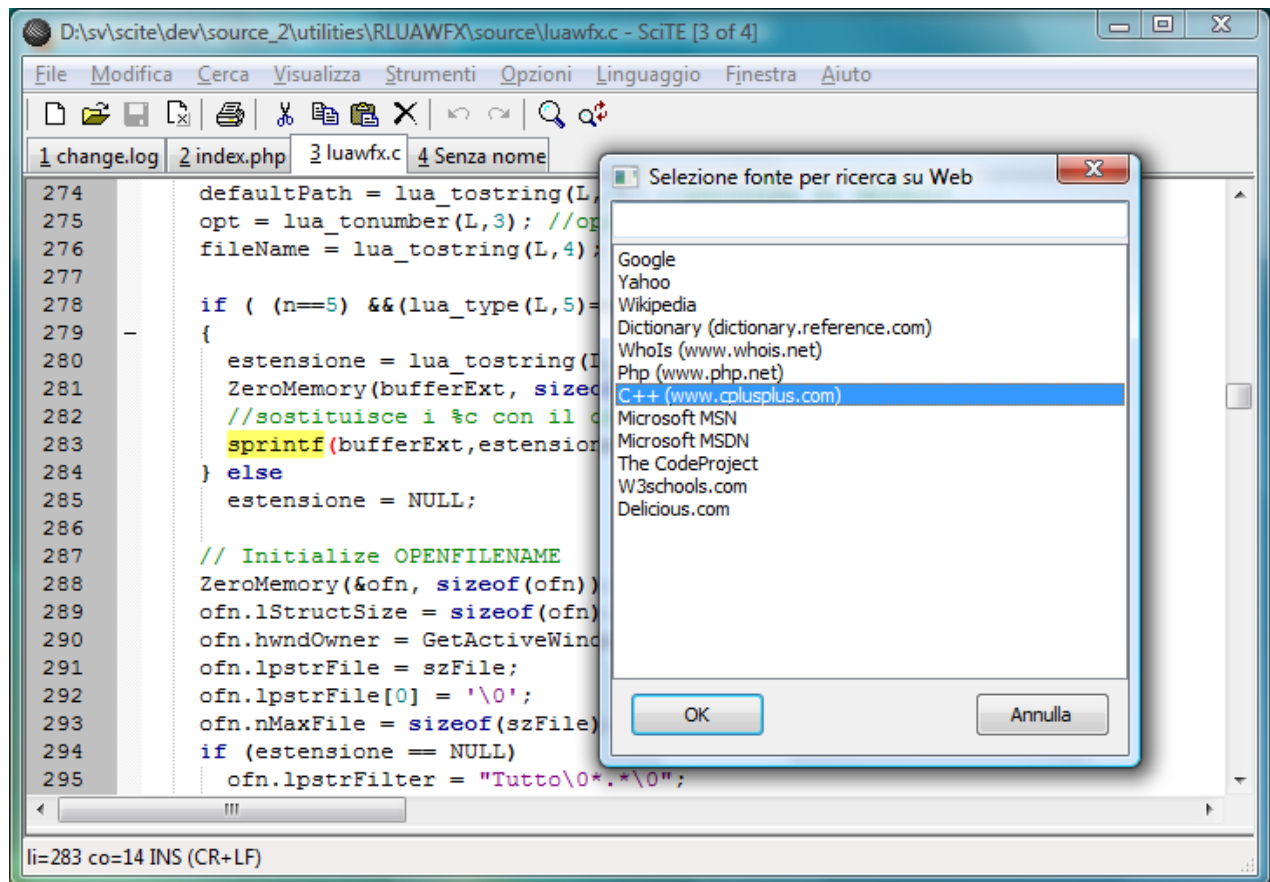 D:\sv\scite\dev\source_2\utilities\RLUAWFX\source\luawfx.c - SciTE [3 of 4]
File Modifica Cerca Visualizza Strumenti Opzioni Linguaggio Finestra Aiuto
1 change.log 2 index.php 3 luawfx.c 4 Senza nome
274 defaultPath = lua_tostring(L,
275 opt = lua_tonumber(L,3); //op
276 fileName = lua_tostring(L,4);
277
278 if ( (n==5) &&(lua_type(L,5)=
279 {
280 estensione = lua_tostring(
281 ZeroMemory(bufferExt, sizeo
282 //sostituisce i %c con il
283 sprintf(bufferExt,estension
284 } else
285 estensione = NULL;
286
287 // Initialize OPENFILENAME
288 ZeroMemory(&ofn, sizeof(ofn))
289 ofn.lStructSize = sizeof(ofn)
290 ofn.hwndOwner = GetActiveWind
291 ofn.lpstrFile = szFile;
292 ofn.lpstrFile[0] = '\0';
293 ofn.nMaxFile = sizeof(szFile)
294 if (estensione == NULL)
295 ofn.lpstrFilter = "Tutto\0*.*\0";
li=283 co=14 INS (CR+LF)
Selezione fonte per ricerca su Web
Google
Yahoo
Wikipedia
Dictionary (dictionary.reference.com)
WhoIs (www.whois.net)
Php (www.php.net)
C++ (www.cplusplus.com)
Microsoft MSN
Microsoft MSDN
The CodeProject
W3schools.com
Delicious.com
OK Annulla